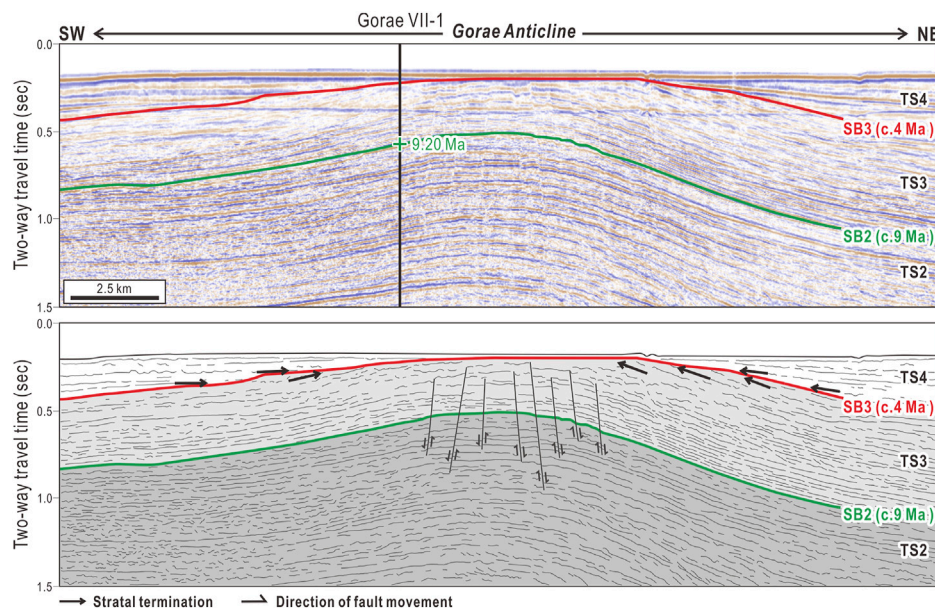 Gorae VII-1
SW
Gorae Anticline
NE
Two-way travel time (sec)
0.0
0.5
1.0
1.5
9.20 Ma
TS4
SB3 (c.4 Ma)
TS3
SB2 (c.9 Ma)
TS2
2.5 km
Two-way travel time (sec)
0.0
0.5
1.0
1.5
TS4
SB3 (c.4 Ma)
TS3
SB2 (c.9 Ma)
TS2
Stratal termination
Direction of fault movement